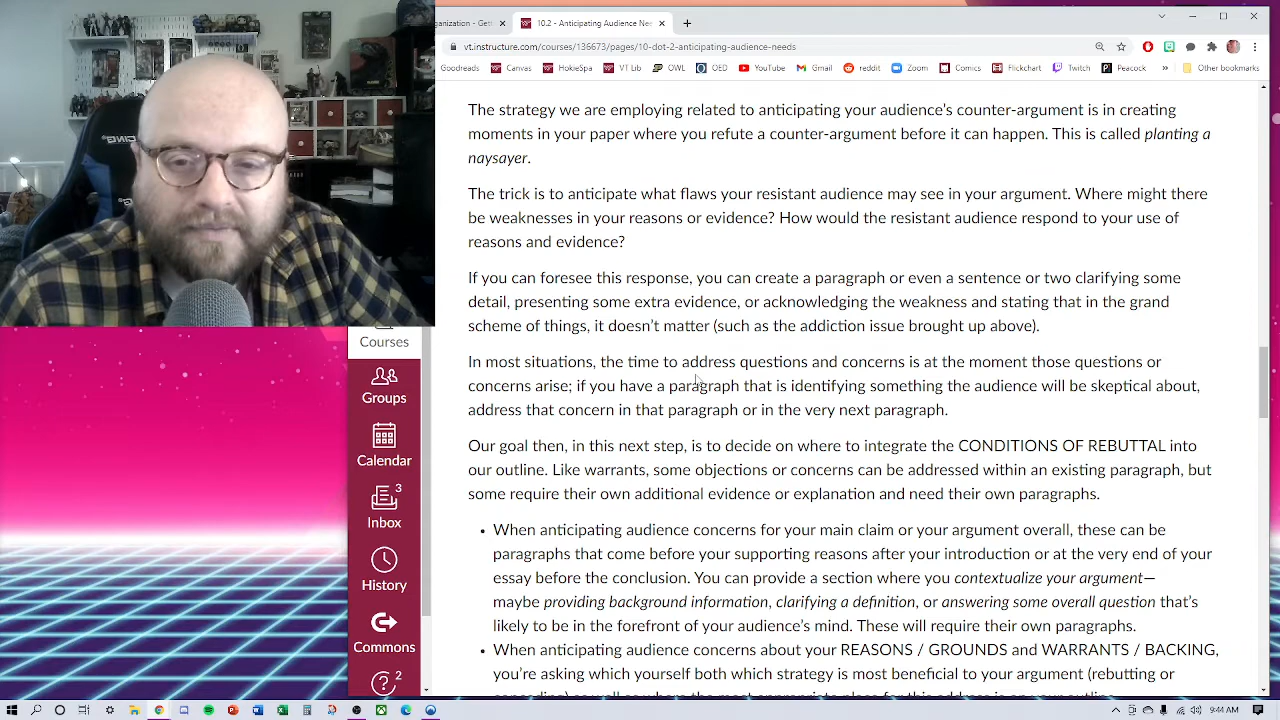 ganization - Gett
10.2 - Anticipating Audience Nee
vt.instructure.com/courses/136673/pages/10-dot-2-anticipating-audience-needs
Goodreads Canvas HokieSpa VT Lib OWL OED YouTube Gmail reddit Zoom Comics Flickchart Twitch Peacock » Other bookmarks
The strategy we are employing related to anticipating your audience's counter-argument is in creating
moments in your paper where you refute a counter-argument before it can happen. This is called planting a
naysayer.
The trick is to anticipate what flaws your resistant audience may see in your argument. Where might there
be weaknesses in your reasons or evidence? How would the resistant audience respond to your use of
reasons and evidence?
If you can foresee this response, you can create a paragraph or even a sentence or two clarifying some
detail, presenting some extra evidence, or acknowledging the weakness and stating that in the grand
scheme of things, it doesn't matter (such as the addiction issue brought up above).
In most situations, the time to address questions and concerns is at the moment those questions or
concerns arise; if you have a paragraph that is identifying something the audience will be skeptical about,
address that concern in that paragraph or in the very next paragraph.
Our goal then, in this next step, is to decide on where to integrate the CONDITIONS OF REBUTTAL into
our outline. Like warrants, some objections or concerns can be addressed within an existing paragraph, but
some require their own additional evidence or explanation and need their own paragraph.
• When anticipating audience concerns for your main claim or your argument overall, these can be
paragraphs that come before your supporting reasons after your introduction or at the very end of your
essay before the conclusion. You can provide a section where you contextualize your argument—
maybe providing background information, clarifying a definition, or answering some overall question that's
likely to be in the forefront of your audience's mind. These will require their own paragraphs.
• When anticipating audience concerns about your REASONS / GROUNDS and WARRANTS / BACKING,
you're asking which yourself both which strategy is most beneficial to your argument rebutting or
Courses
Groups
Calendar
3
Inbox
History
Commons
2
9:44 AM